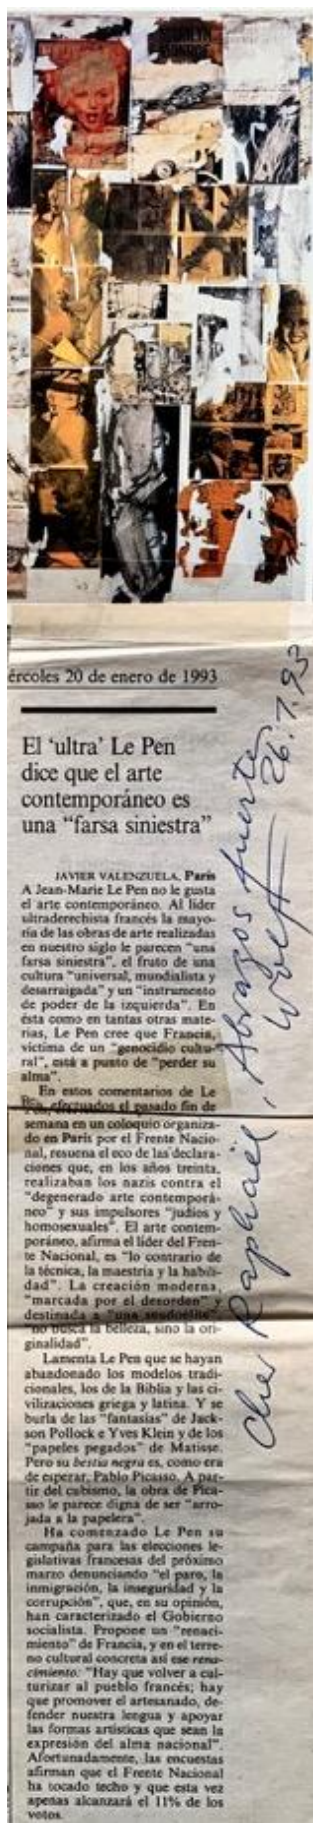 MARILYN
MONROE
ércoles 20 de enero de 1993
El ‘ultra’ Le Pen
dice que el arte
contemporáneo es
una “farsa siniestra”
JAVIER VALENZUELA, París
A Jean-Marie Le Pen no le gusta
el arte contemporáneo. Al líder
ultraderechista francés la mayo-
ría de las obras de arte realizadas
en nuestro siglo le parecen “una
farsa siniestra”, el fruto de una
cultura “universal, mundialista y
desarraigada” y un “instrumento
de poder de la izquierda”. En
ésta como en tantas otras mate-
rias, Le Pen cree que Francia,
víctima de un “genocidio cultu-
ral”, está a punto de “perder su
alma”.
En estos comentarios de Le
Pen, efectuados el pasado fin de
semana en un coloquio organiza-
do en París por el Frente Nacio-
nal, resuena el eco de las declara-
ciones que, en los años treinta,
realizaban los nazis contra el
“degenerado arte contemporá-
neo” y sus impulsores “judíos y
homosexuales”. El arte contem-
poráneo, afirma el líder del Fren-
te Nacional, es “lo contrario de
la técnica, la maestría y la habili-
dad”. La creación moderna,
“marcada por el desorden” y
destinada a “una
“no busca la belleza, sino la ori-
ginalidad”.
Lamenta Le Pen que se hayan
abandonado los modelos tradi-
cionales, los de la Biblia y las ci-
vilizaciones griega y latina. Y se
burla de las “fantasías” de Jack-
son Pollock e Yves Klein y de los
“papeles pegados” de Matisse.
Pero su bestia negra es, como era
de esperar, Pablo Picasso. A par-
tir del cubismo, la obra de Pica-
sso le parece digna de ser “arro-
jada a la papelera”.
Ha comenzado Le Pen su
campaña para las elecciones le-
gislativas francesas del próximo
marzo denunciando “el paro, la
inmigración, la inseguridad y la
corrupción”, que, en su opinión,
han caracterizado el Gobierno
socialista. Propone un “renaci-
miento” de Francia, y en el terre-
no cultural concreta así ese rena-
cimiento: “Hay que volver a cul-
turizar al pueblo francés; hay
que promover el artesanado, de-
fender nuestra lengua y apoyar
las formas artísticas que sean la
expresión del alma nacional”.
Afortunadamente, las encuestas
afirman que el Frente Nacional
ha tocado techo y que esta vez
apenas alcanzará el 11% de los
votos.
Cher Raphaël, Abrazos fuertes
Wolf 26.7.93